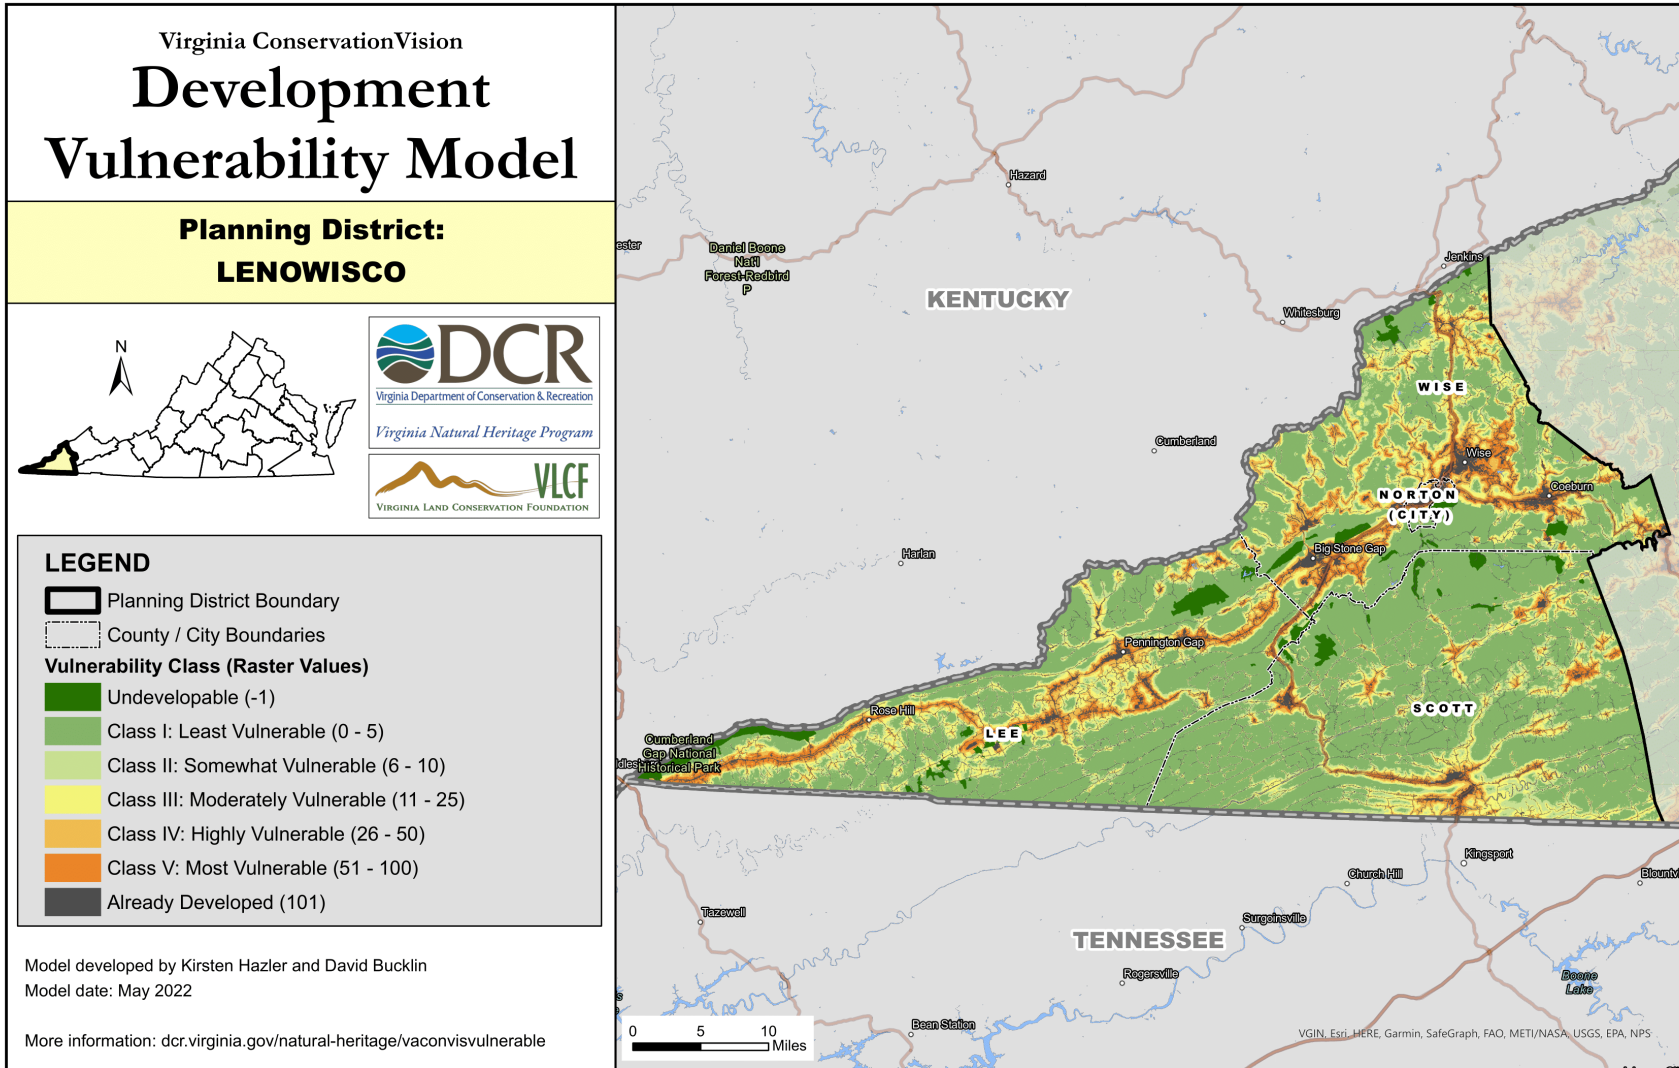 Virginia ConservationVision
Development
Vulnerability Model
Planning District:
LENOWISCO
N
DCR
Virginia Department of Conservation & Recreation
Virginia Natural Heritage Program
VLCF
VIRGINIA LAND CONSERVATION FOUNDATION
LEGEND
Planning District Boundary
County / City Boundaries
Vulnerability Class (Raster Values)
Undevelopable (-1)
Class I: Least Vulnerable (0 - 5)
Class II: Somewhat Vulnerable (6 - 10)
Class III: Moderately Vulnerable (11 - 25)
Class IV: Highly Vulnerable (26 - 50)
Class V: Most Vulnerable (51 - 100)
Already Developed (101)
Model developed by Kirsten Hazler and David Bucklin
Model date: May 2022
More information: dcr.virginia.gov/natural-heritage/vaconvisvulnerable
Hazard
ester
Daniel Boone
Nat'l
Forest-Redbird
P
Jenkins
KENTUCKY
Whitesburg
WISE
Cumberland
Wise
Coeburn
NORTON
(CITY)
Big Stone Gap
Harlan
Pennington Gap
Rose Hill
SCOTT
LEE
Cumberland
Gap National
Historical Park
Kingsport
Church Hill
Tazewell
Surgoinsville
TENNESSEE
Rogersville
Boone
Lake
Bean Station
0 5 10
Miles
VGIN, Esri, HERE, Garmin, SafeGraph, FAO, METI/NASA, USGS, EPA, NPS